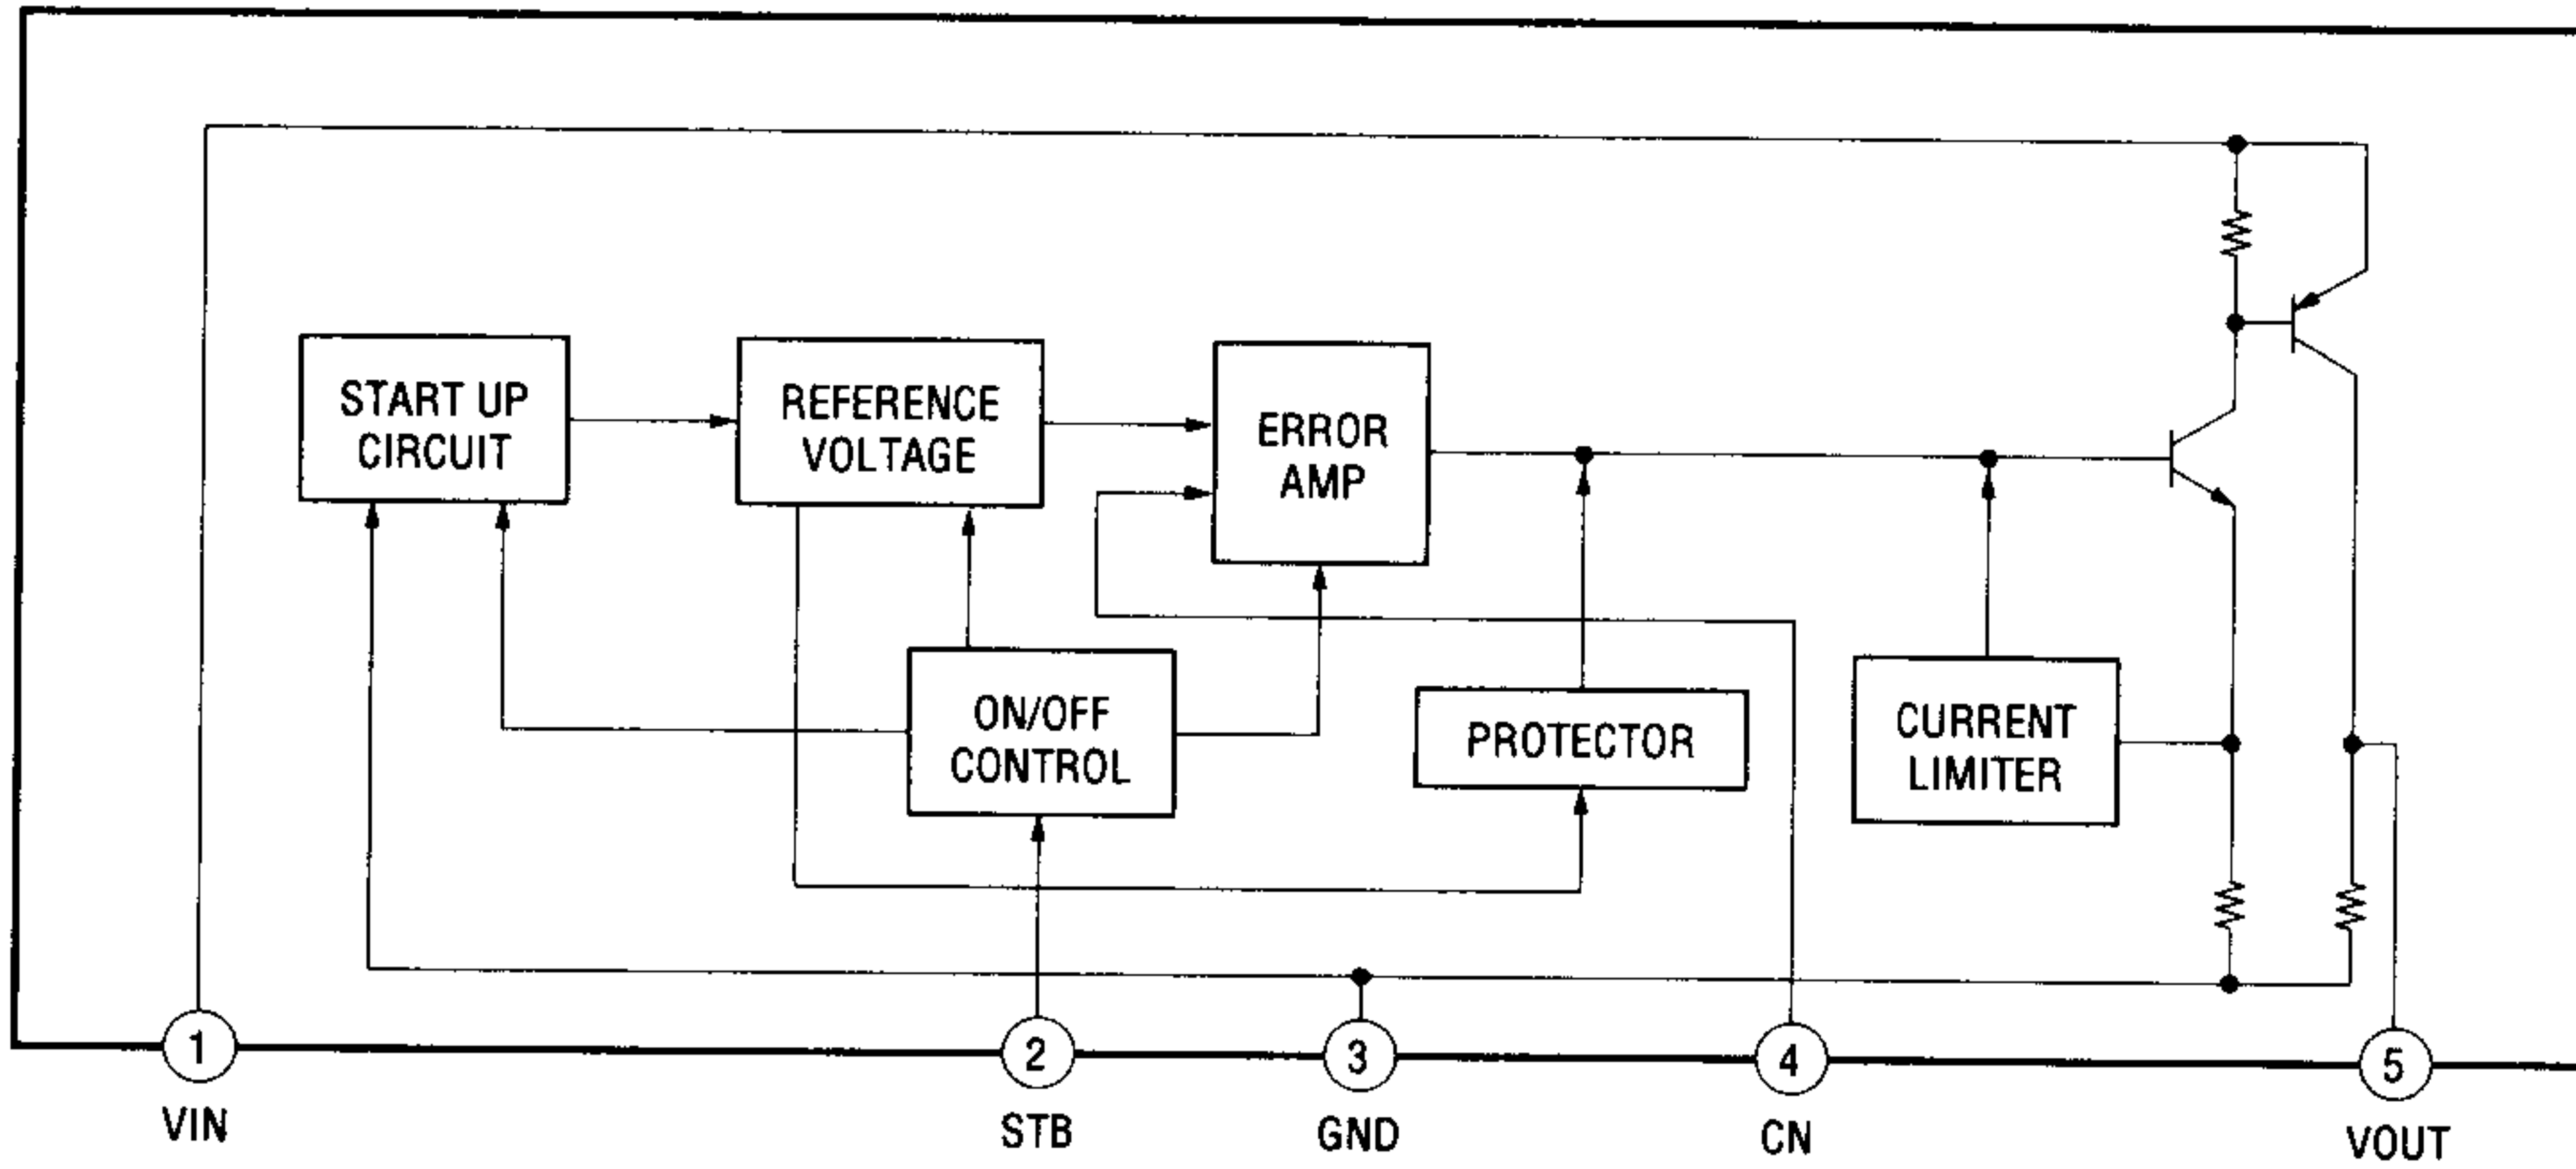 START UP
CIRCUIT
REFERENCE
VOLTAGE
ERROR
AMP
ON/OFF
CONTROL
PROTECTOR
CURRENT
LIMITER
1
2
3
4
5
VIN
STB
GND
CN
VOUT